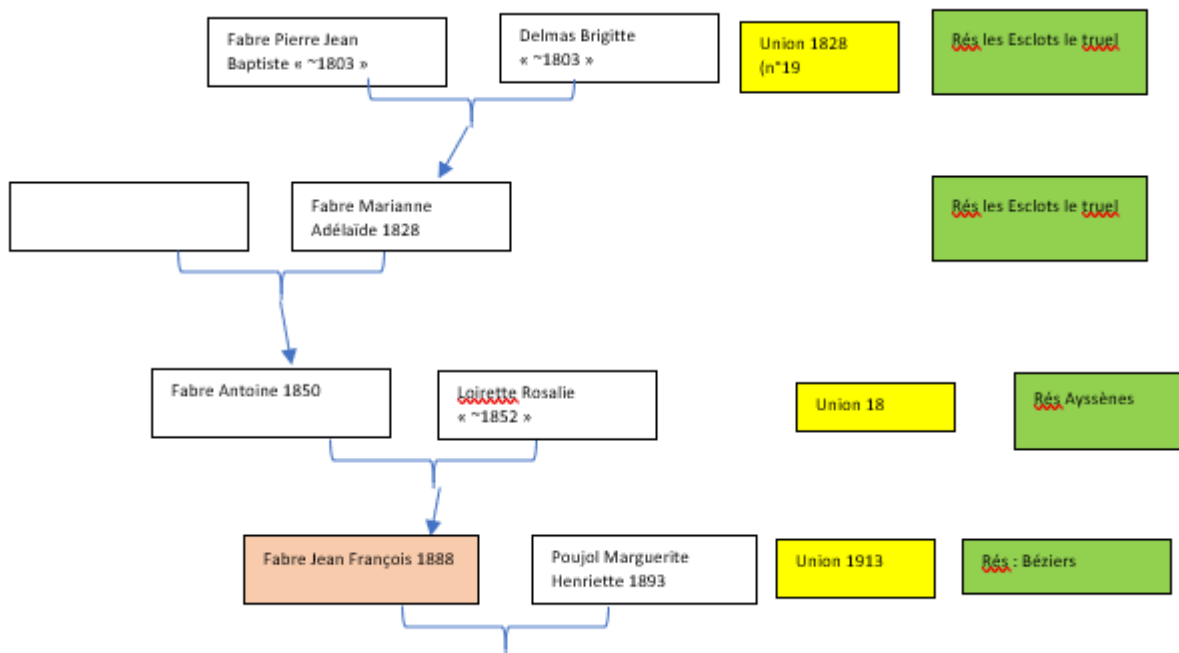 Fabre Pierre Jean
Baptiste « ~1803 »
Delmas Brigitte
« ~1803 »
Union 1828
(n°19
Rés les Esclots le truel
Fabre Marianne
Adélaïde 1828
Rés les Esclots le truel
Fabre Antoine 1850
Loirette Rosalie
« ~1852 »
Union 18
Rés Ayssènes
Fabre Jean François 1888
Poujol Marguerite
Henriette 1893
Union 1913
Rés : Béziers